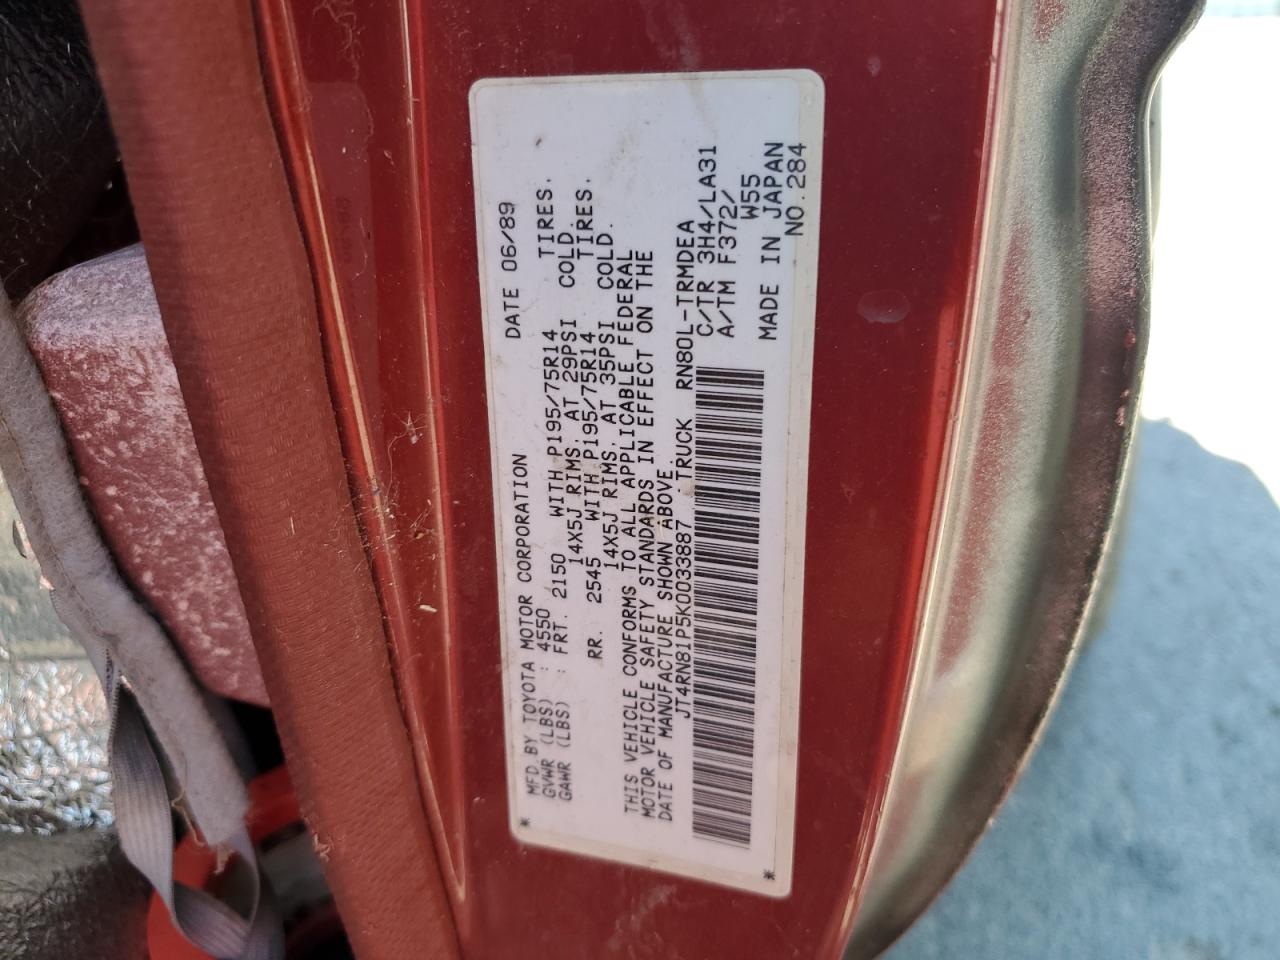 MFD BY TOYOTA MOTOR CORPORATION DATE 06/89
GVWR (LBS) : 4550
GAWR (LBS) : FRT. 2150 WITH P195/75R14 TIRES.
14X5J RIMS, AT 29PSI COLD.
RR. 2545 WITH P195/75R14 TIRES.
14X5J RIMS, AT 35PSI COLD.
THIS VEHICLE CONFORMS TO ALL APPLICABLE FEDERAL
MOTOR VEHICLE SAFETY STANDARDS IN EFFECT ON THE
DATE OF MANUFACTURE SHOWN ABOVE.
JT4RN81P5K0033887 TRUCK RN80L-TRMDEA
C/TR 3H4/LA31
A/TM F372/
W55
MADE IN JAPAN
NO.284